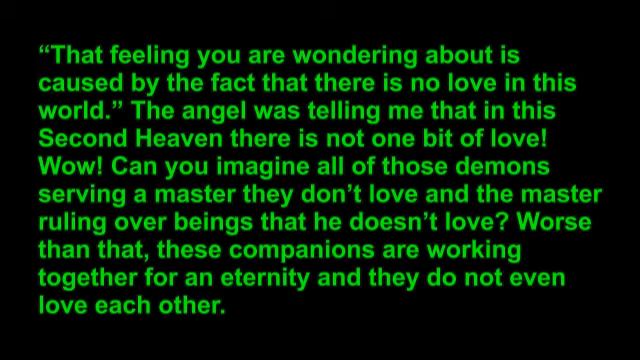 “That feeling you are wondering about is
caused by the fact that there is no love in this
world.” The angel was telling me that in this
Second Heaven there is not one bit of love!
Wow! Can you imagine all of those demons
serving a master they don’t love and the master
ruling over beings that he doesn’t love? Worse
than that, these companions are working
together for an eternity and they do not even
love each other.